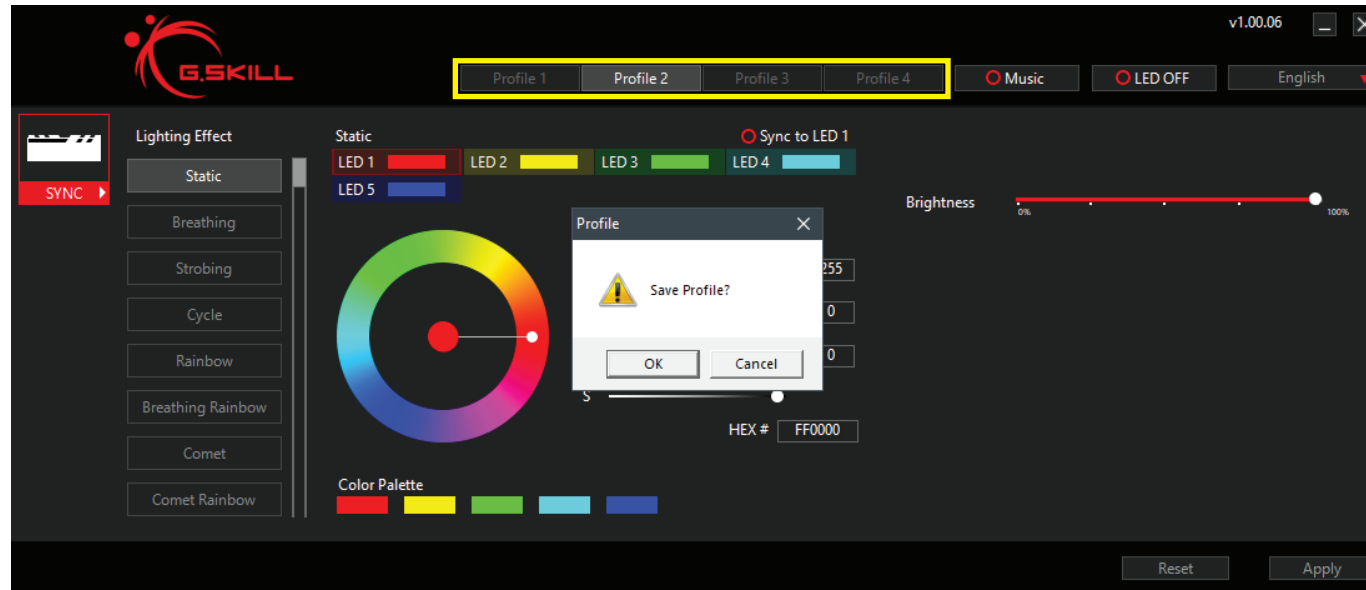 v1.00.06
G.SKILL
Profile 1 Profile 2 Profile 3 Profile 4 Music LED OFF English
Lighting Effect
Static
Sync to LED 1
LED 1 LED 2 LED 3 LED 4
LED 5
SYNC
Static
Breathing
Strobing
Cycle
Rainbow
Breathing Rainbow
Comet
Comet Rainbow
Brightness
0%
100%
Profile
Save Profile?
OK Cancel
255
0
0
S
HEX # FF0000
Color Palette
Reset Apply